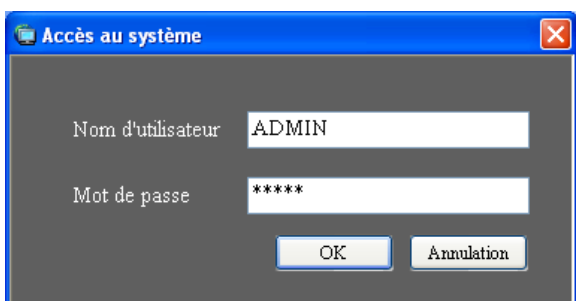 Accès au système
Nom d'utilisateur ADMIN
Mot de passe *****
OK Annulation